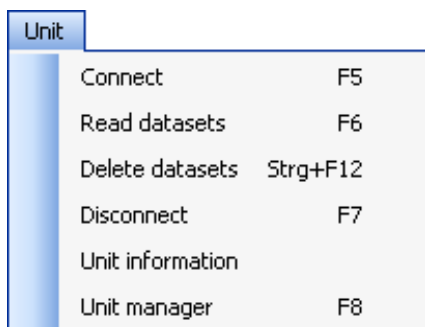 Unit
Connect F5
Read datasets F6
Delete datasets Strg+F12
Disconnect F7
Unit information
Unit manager F8